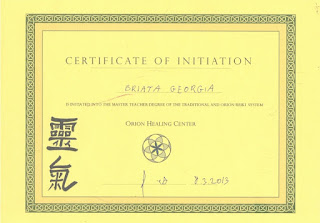 CERTIFICATE OF INITIATION
BRIATA GEORGIA
IS INITIATED INTO THE MASTER TEACHER DEGREE OF THE TRADITIONAL AND ORION REIKI SYSTEM
ORION HEALING CENTER
靈氣
8.3.2013